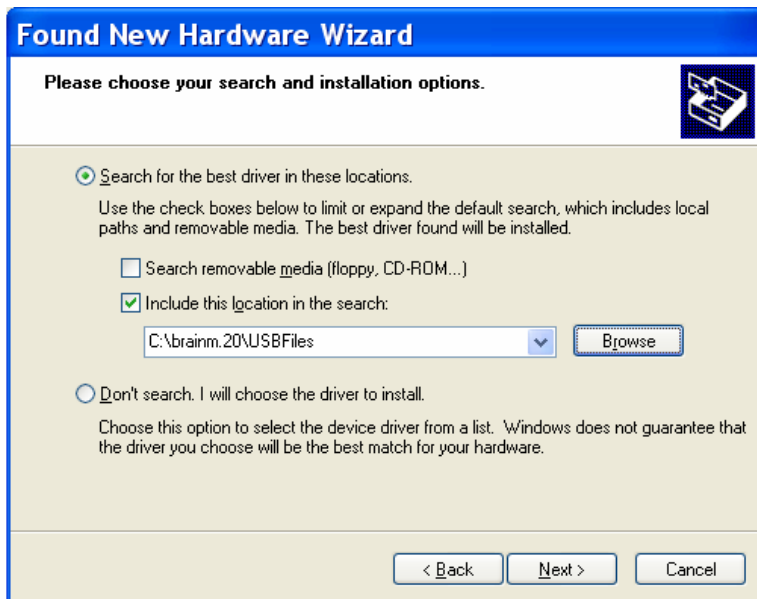 Found New Hardware Wizard
Please choose your search and installation options.
Search for the best driver in these locations.
Use the check boxes below to limit or expand the default search, which includes local
paths and removable media. The best driver found will be installed.
Search removable media (floppy, CD-ROM...)
Include this location in the search:
C:\brainm.20\USBFiles
Browse
Don't search. I will choose the driver to install.
Choose this option to select the device driver from a list. Windows does not guarantee that
the driver you choose will be the best match for your hardware.
< Back
Next >
Cancel